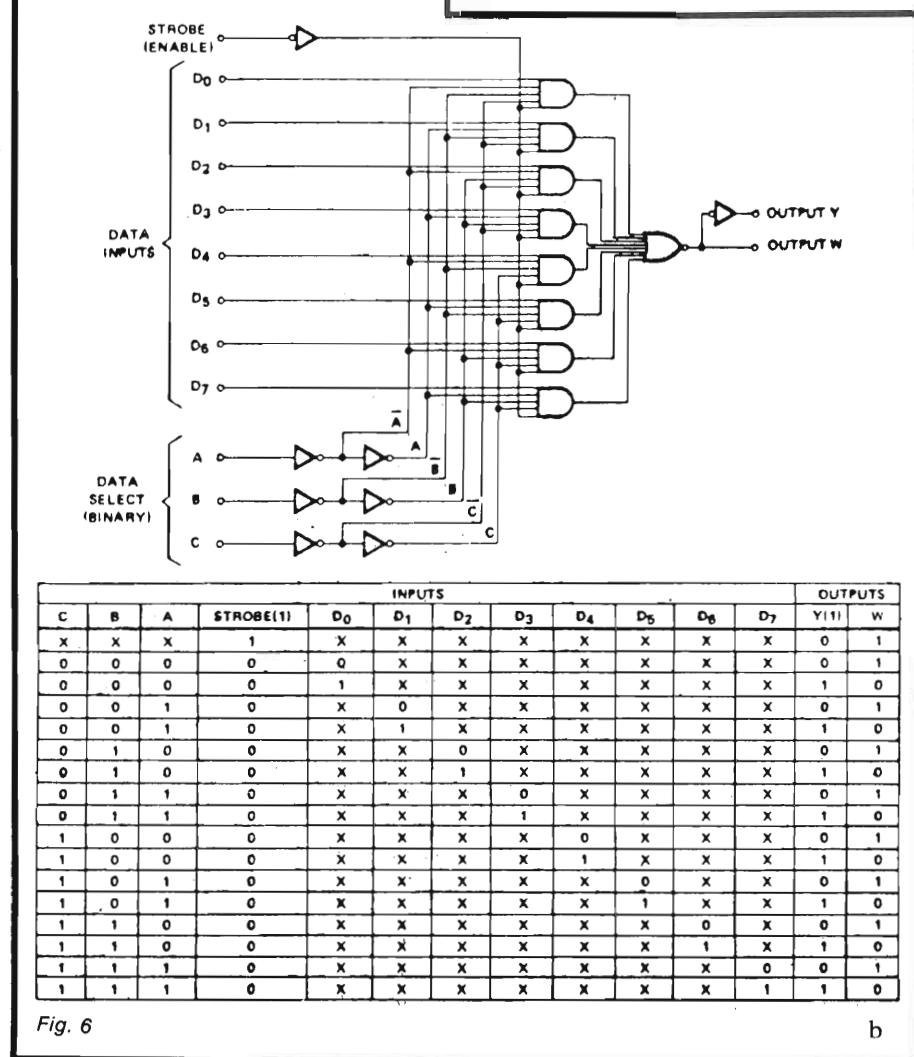 STROBE
(ENABLE)
D0
D1
D2
D3
D4
D5
D6
D7
DATA
INPUTS
OUTPUT Y
OUTPUT W
A
A
B
B
C
C
A
B
C
DATA
SELECT
(BINARY)
INPUTS OUTPUTS
C B A STROBE(1) D0 D1 D2 D3 D4 D5 D6 D7 Y(1) W
X X X 1 X X X X X X X X 0 1
0 0 0 0 0 X X X X X X X 0 1
0 0 0 0 1 X X X X X X X 1 0
0 0 1 0 X 0 X X X X X X 0 1
0 0 1 0 X 1 X X X X X X 1 0
0 1 0 0 X X 0 X X X X X 0 1
0 1 0 0 X X 1 X X X X X 1 0
0 1 1 0 X X X 0 X X X X 0 1
0 1 1 0 X X X 1 X X X X 1 0
1 0 0 0 X X X X 0 X X X 0 1
1 0 0 0 X X X X 1 X X X 1 0
1 0 1 0 X X X X X 0 X X 0 1
1 0 1 0 X X X X X 1 X X 1 0
1 1 0 0 X X X X X X 0 X 0 1
1 1 0 0 X X X X X X 1 X 1 0
1 1 1 0 X X X X X X X 0 0 1
1 1 1 0 X X X X X X X 1 1 0
Fig. 6 b